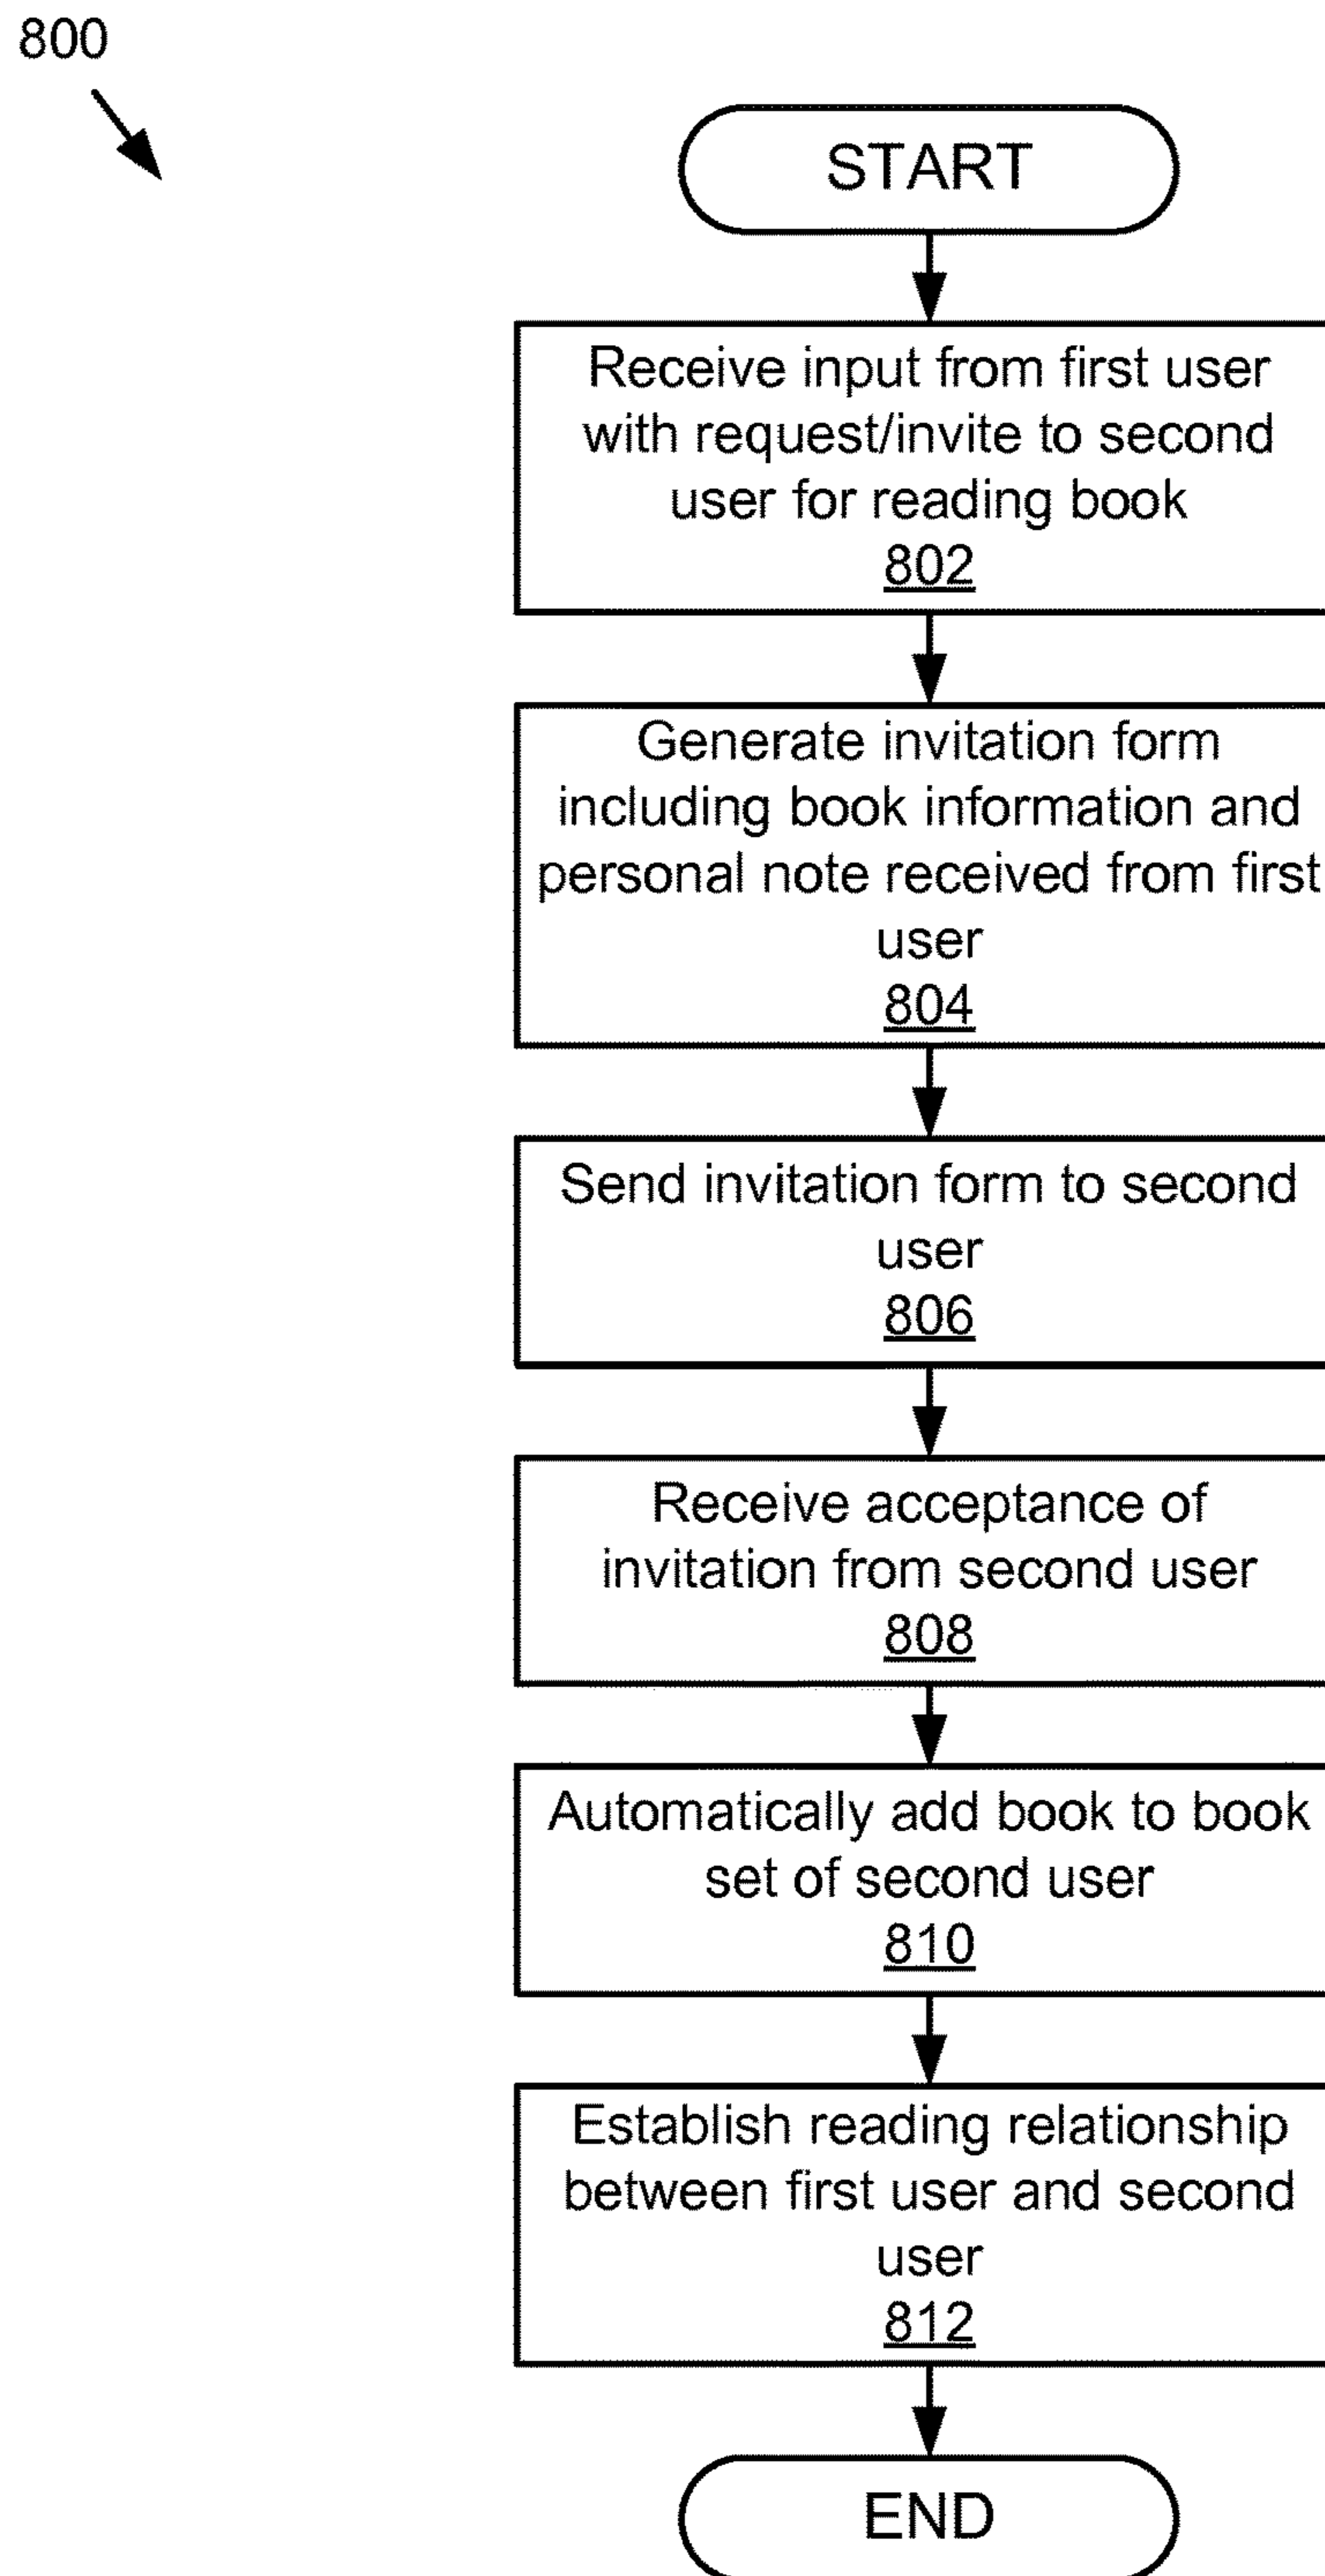 800
START
Receive input from first user
with request/invite to second
user for reading book
802
Generate invitation form
including book information and
personal note received from first
user
804
Send invitation form to second
user
806
Receive acceptance of
invitation from second user
808
Automatically add book to book
set of second user
810
Establish reading relationship
between first user and second
user
812
END